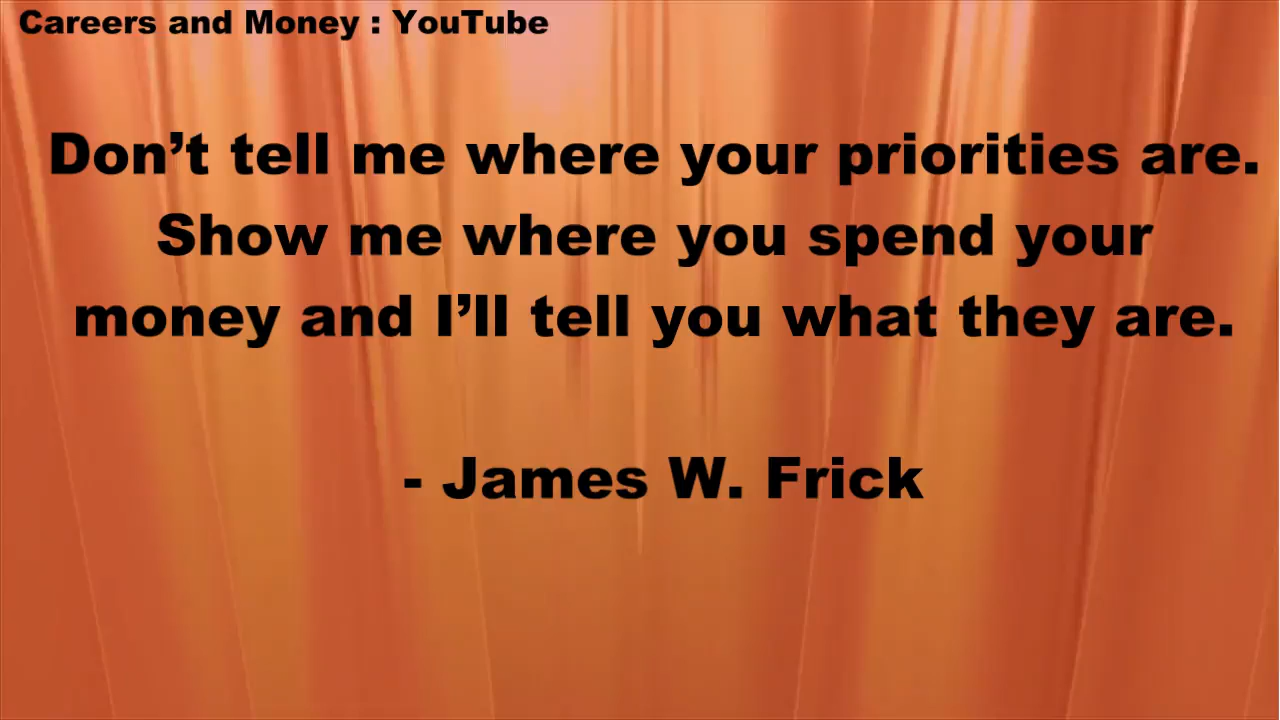 Careers and Money : YouTube
Don’t tell me where your priorities are.
Show me where you spend your
money and I’ll tell you what they are.
- James W. Frick